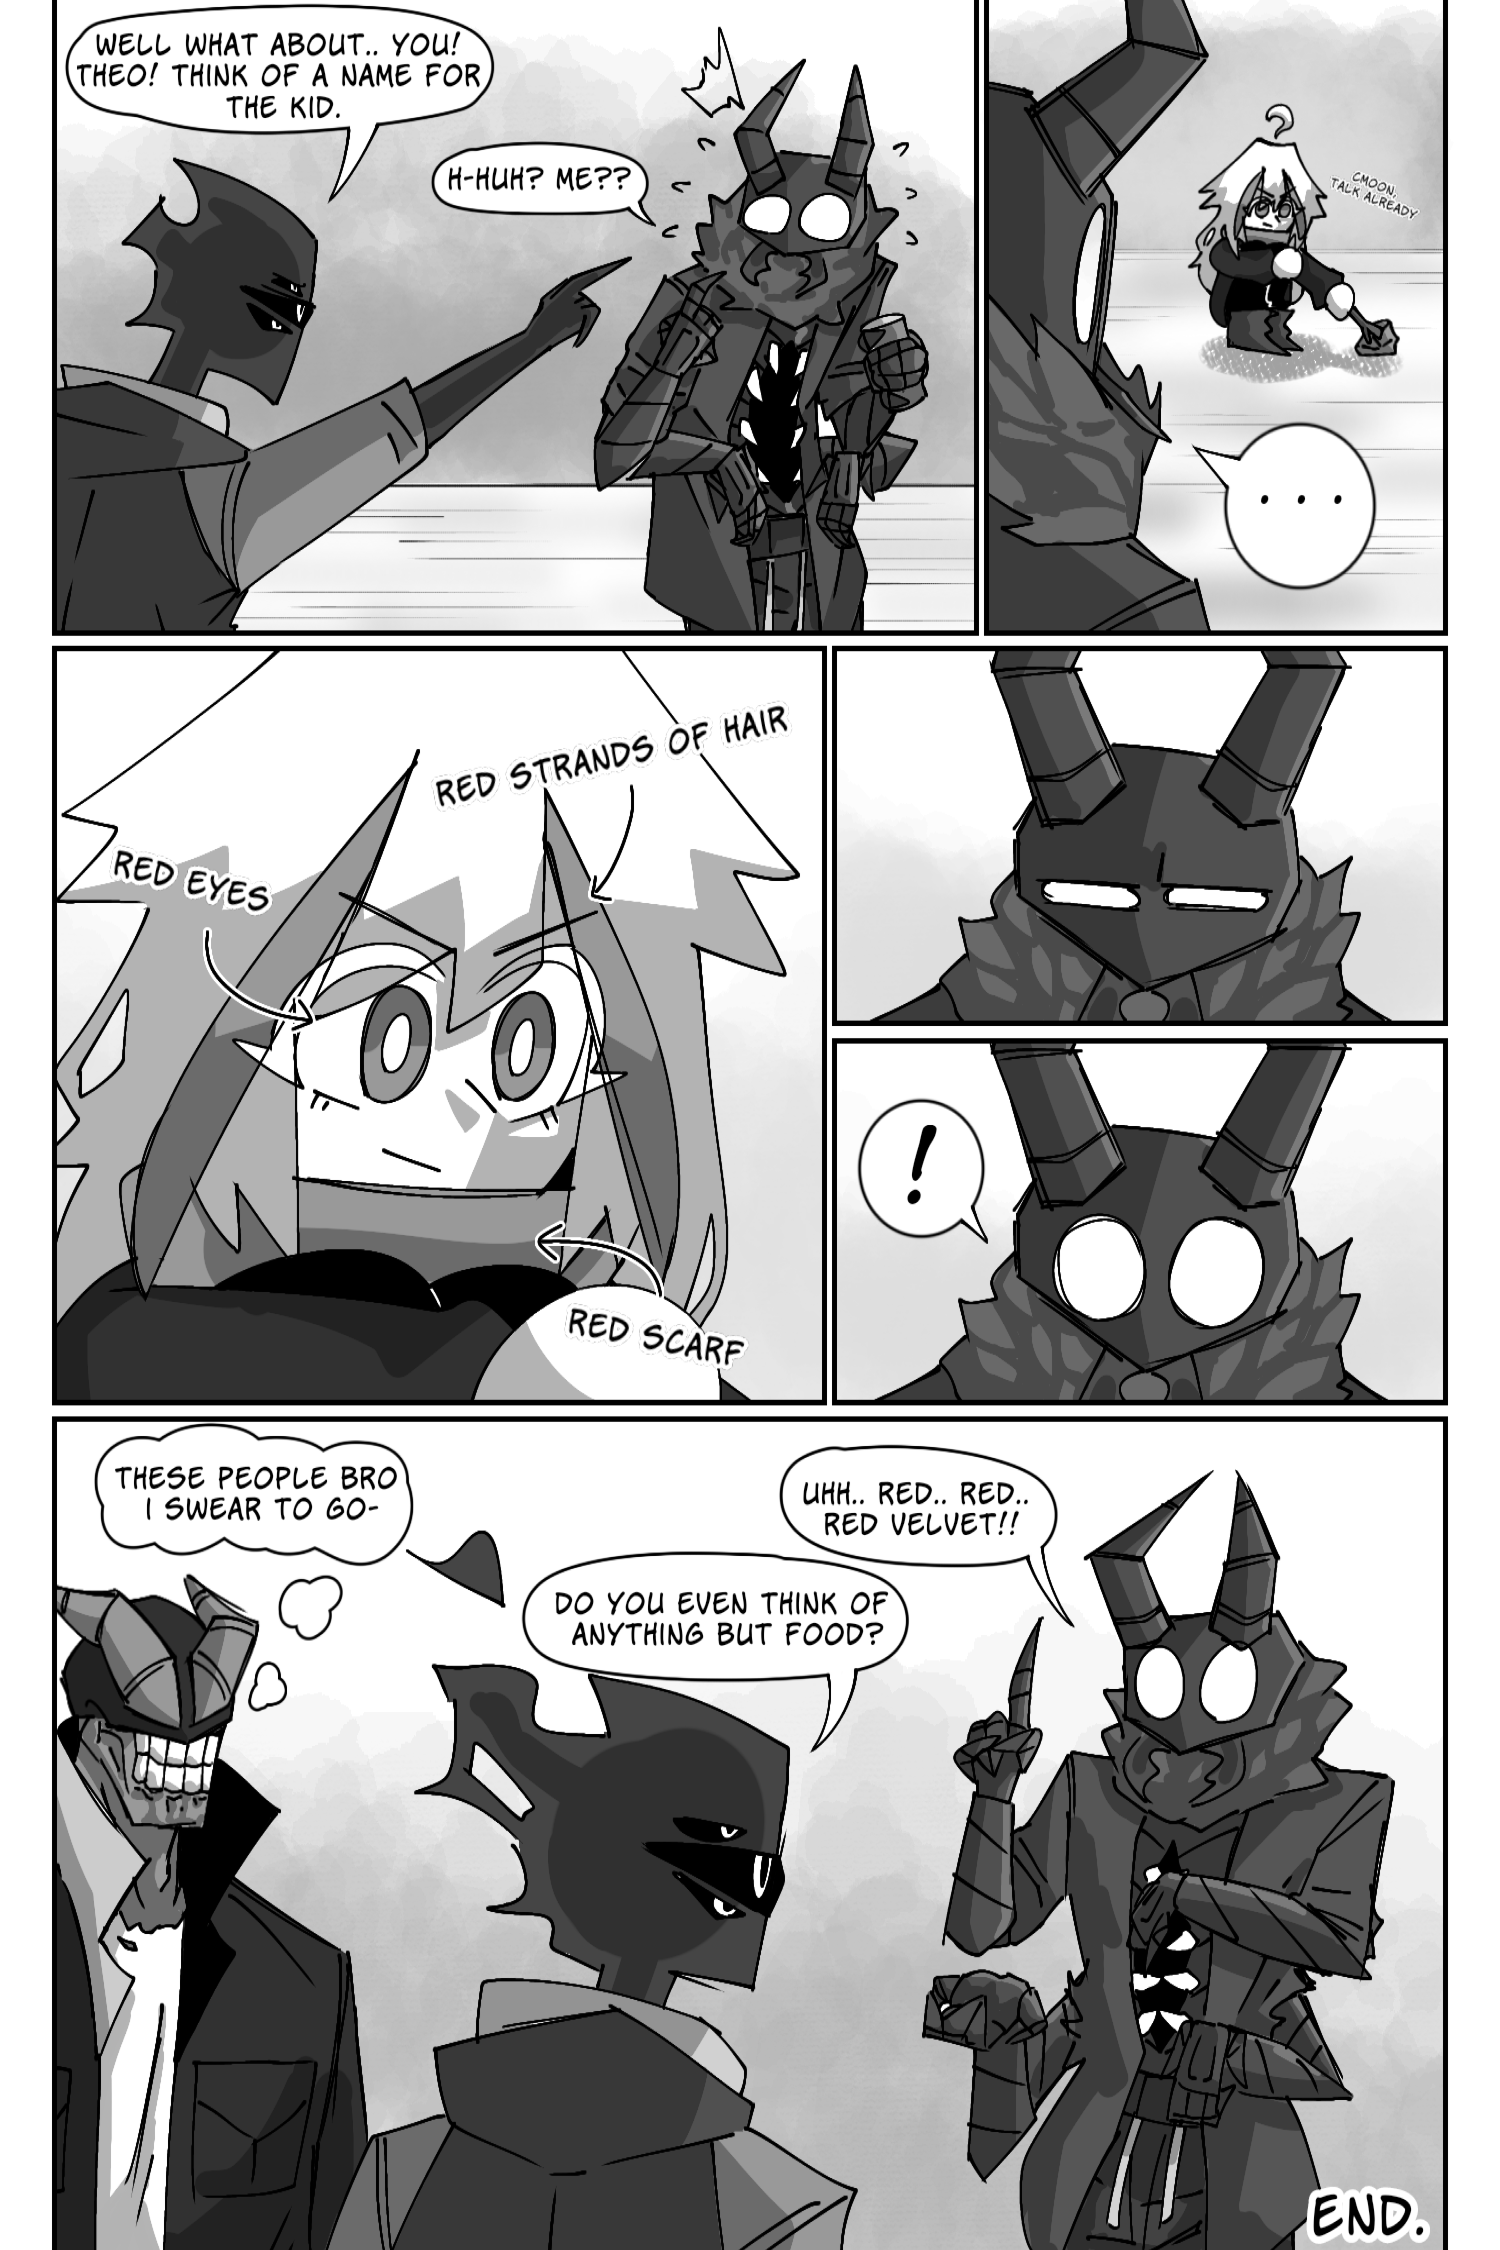 WELL WHAT ABOUT.. YOU!
THEO! THINK OF A NAME FOR
THE KID.
H-HUH? ME??
CMOON,
TALK ALREADY
...
RED STRANDS OF HAIR
RED EYES
RED SCARF
!
THESE PEOPLE BRO
I SWEAR TO GO-
UHH.. RED.. RED..
RED VELVET!!
DO YOU EVEN THINK OF
ANYTHING BUT FOOD?
END.